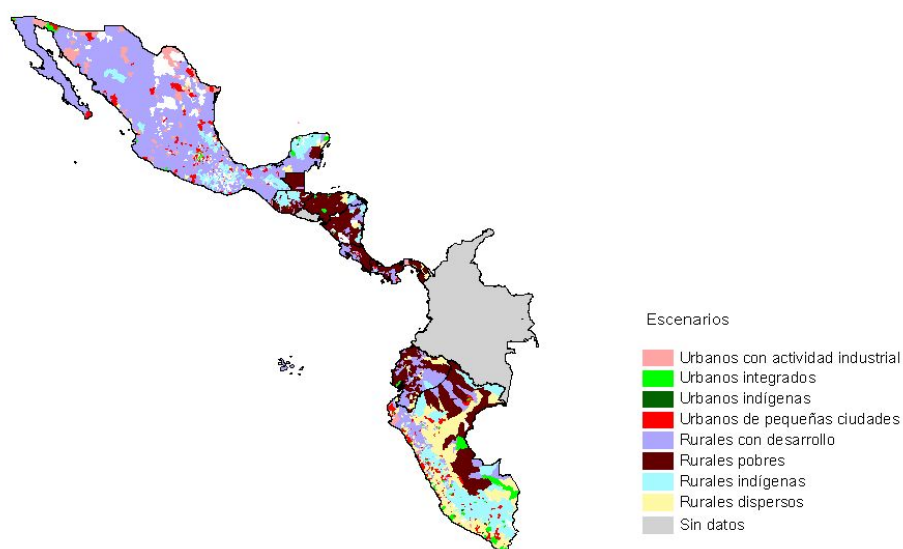 Escenarios
Urbanos con actividad industrial
Urbanos integrados
Urbanos indígenas
Urbanos de pequeñas ciudades
Rurales con desarrollo
Rurales pobres
Rurales indígenas
Rurales dispersos
Sin datos